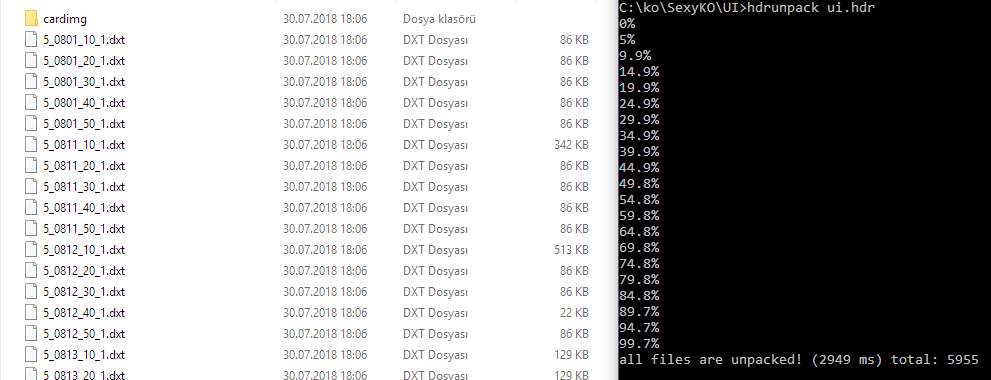 cardimg 30.07.2018 18:06 Dosya klasörü
5_0801_10_1.dxt 30.07.2018 18:06 DXT Dosyası 86 KB
5_0801_20_1.dxt 30.07.2018 18:06 DXT Dosyası 86 KB
5_0801_30_1.dxt 30.07.2018 18:06 DXT Dosyası 86 KB
5_0801_40_1.dxt 30.07.2018 18:06 DXT Dosyası 86 KB
5_0801_50_1.dxt 30.07.2018 18:06 DXT Dosyası 86 KB
5_0811_10_1.dxt 30.07.2018 18:06 DXT Dosyası 342 KB
5_0811_20_1.dxt 30.07.2018 18:06 DXT Dosyası 86 KB
5_0811_30_1.dxt 30.07.2018 18:06 DXT Dosyası 86 KB
5_0811_40_1.dxt 30.07.2018 18:06 DXT Dosyası 86 KB
5_0811_50_1.dxt 30.07.2018 18:06 DXT Dosyası 86 KB
5_0812_10_1.dxt 30.07.2018 18:06 DXT Dosyası 513 KB
5_0812_20_1.dxt 30.07.2018 18:06 DXT Dosyası 86 KB
5_0812_30_1.dxt 30.07.2018 18:06 DXT Dosyası 86 KB
5_0812_40_1.dxt 30.07.2018 18:06 DXT Dosyası 22 KB
5_0812_50_1.dxt 30.07.2018 18:06 DXT Dosyası 86 KB
5_0813_10_1.dxt 30.07.2018 18:06 DXT Dosyası 129 KB
5_0813_20_1.dxt 30.07.2018 18:06 DXT Dosyası 129 KB
C:\ko\SexyKO\UI>hdrunpack ui.hdr
0%
5%
9.9%
14.9%
19.9%
24.9%
29.9%
34.9%
39.9%
44.9%
49.8%
54.8%
59.8%
64.8%
69.8%
74.8%
79.8%
84.8%
89.7%
94.7%
99.7%
all files are unpacked! (2949 ms) total: 5955